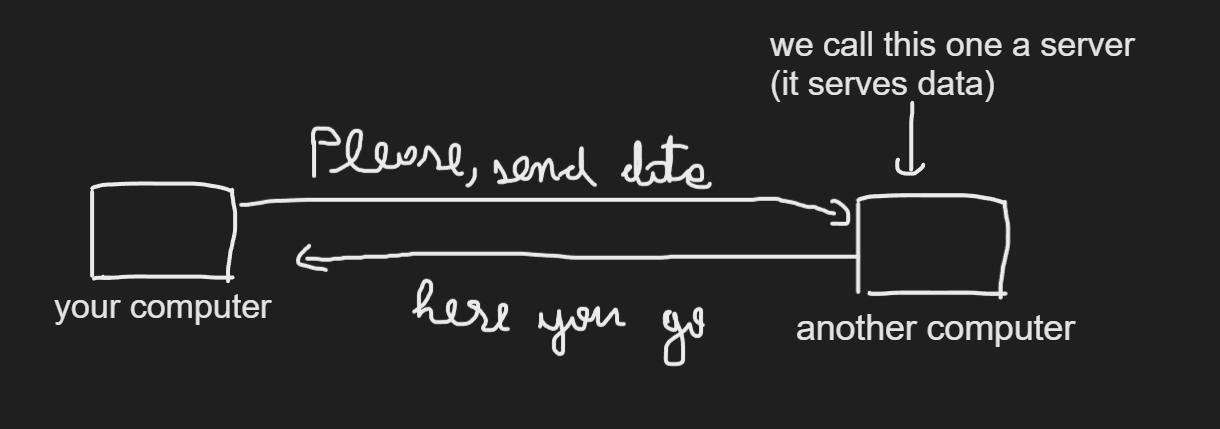 we call this one a server
(it serves data)
Please, send data
your computer
here you go
another computer